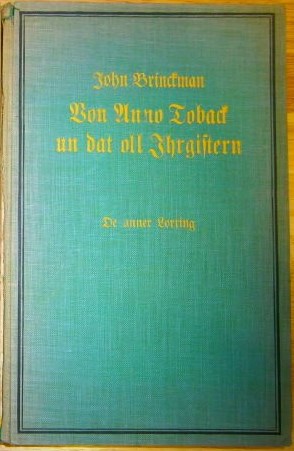 John Brinckman
Von Anno Toback
un dat oll Ihrgistern
De anner Lorring